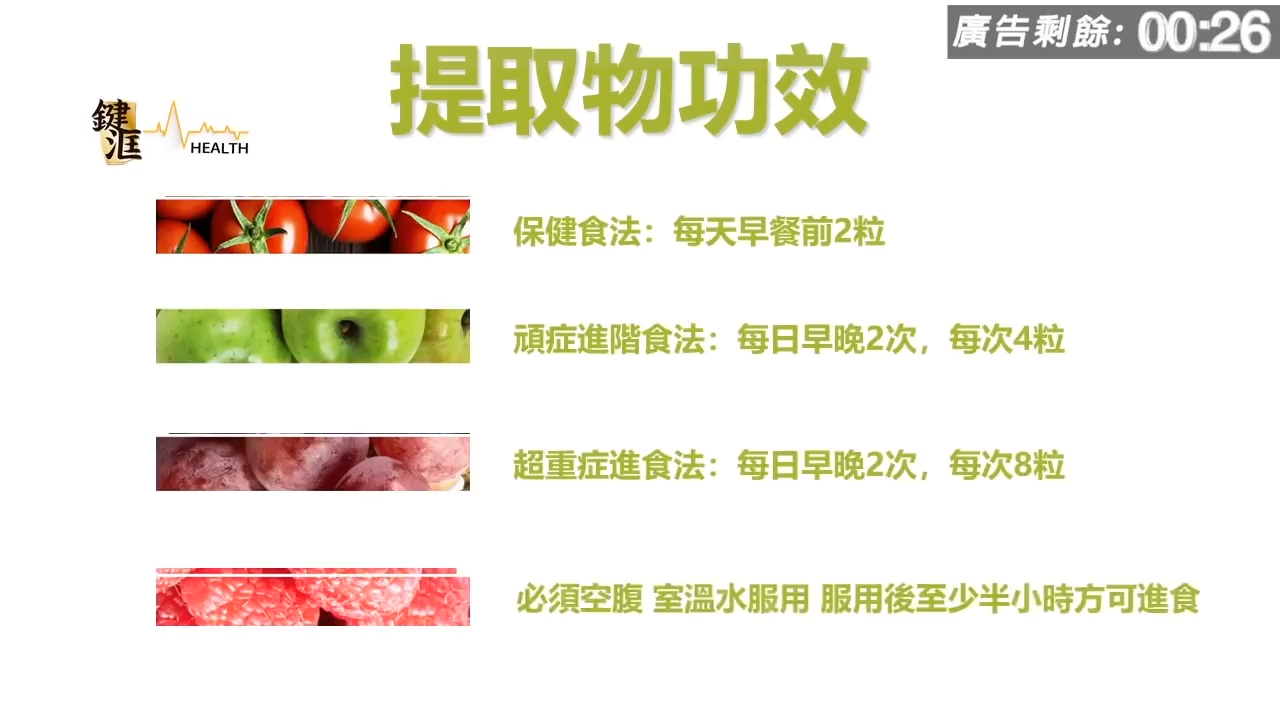 廣告剩餘: 00:26
提取物功效
鍵洭
HEALTH
保健食法：每天早餐前2粒
頑症進階食法：每日早晚2次，每次4粒
超重症進食法：每日早晚2次，每次8粒
必須空腹 室溫水服用 服用後至少半小時方可進食